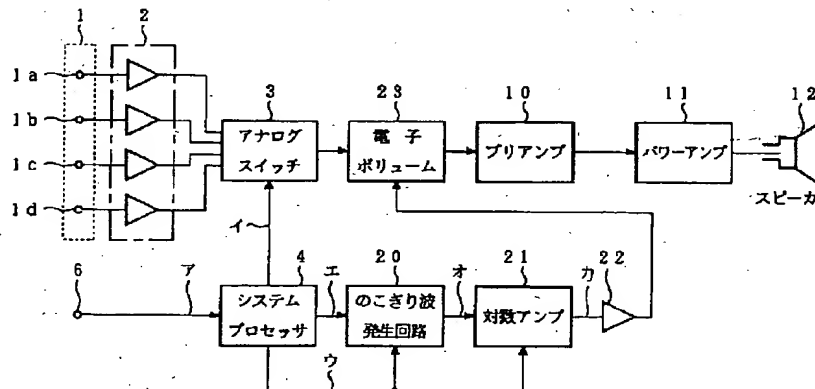 1
2
1a
1b
1c
1d
3
アナログ
スイッチ
23
電子
ボリューム
10
プリアンプ
11
パワーアンプ
12
スピーカ
イ
6
ア
4
システム
プロセッサ
エ
20
のこぎり波
発生回路
オ
21
対数アンプ
カ
22
ウ